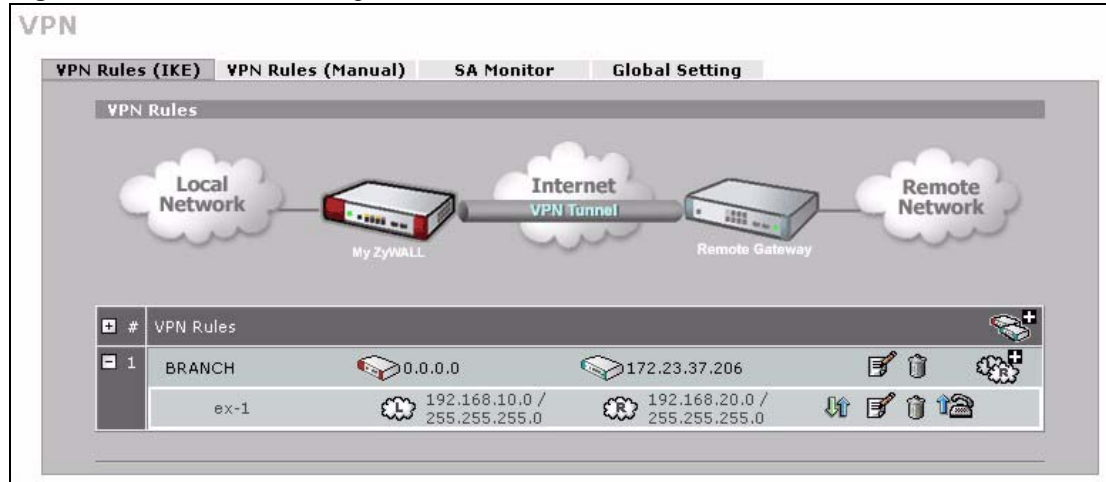 VPN
VPN Rules (IKE) VPN Rules (Manual) SA Monitor Global Setting
VPN Rules
Local
Network
Internet
VPN Tunnel
Remote
Network
My ZyWALL
Remote Gateway
# VPN Rules
1 BRANCH 0.0.0.0 172.23.37.206
R
ex-1 L 192.168.10.0 / 255.255.255.0 R 192.168.20.0 / 255.255.255.0